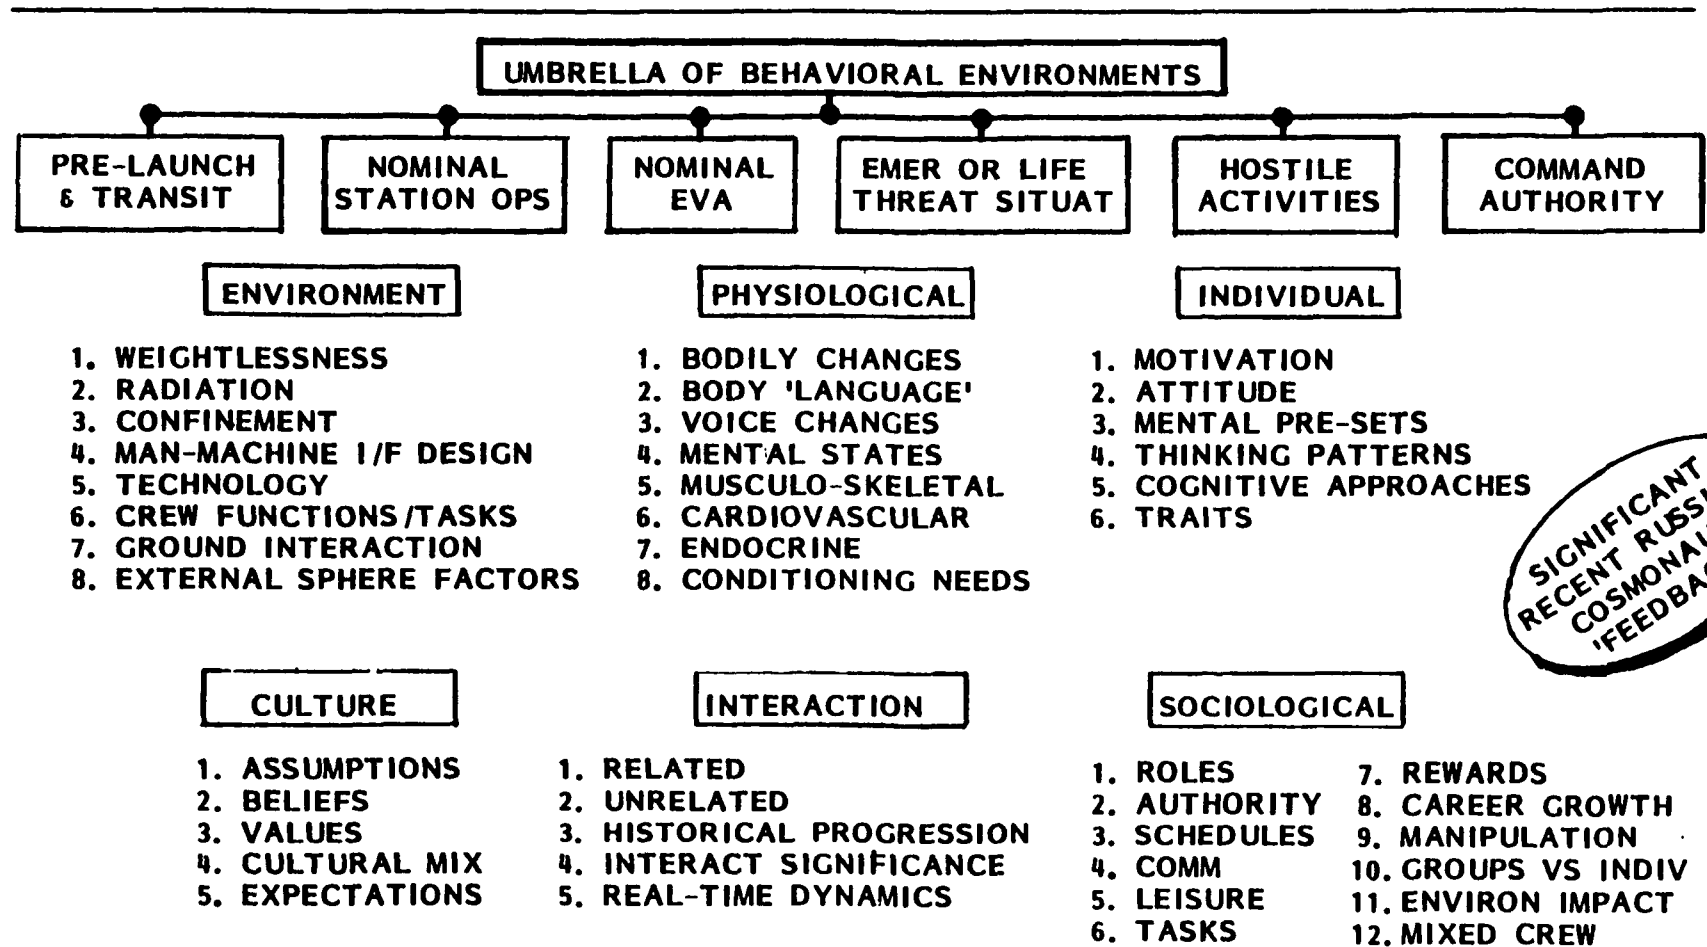 UMBRELLA OF BEHAVIORAL ENVIRONMENTS
PRE-LAUNCH
& TRANSIT
NOMINAL
STATION OPS
NOMINAL
EVA
EMER OR LIFE
THREAT SITUAT
HOSTILE
ACTIVITIES
COMMAND
AUTHORITY
ENVIRONMENT
1. WEIGHTLESSNESS
2. RADIATION
3. CONFINEMENT
4. MAN-MACHINE I/F DESIGN
5. TECHNOLOGY
6. CREW FUNCTIONS/TASKS
7. GROUND INTERACTION
8. EXTERNAL SPHERE FACTORS
PHYSIOLOGICAL
1. BODILY CHANGES
2. BODY 'LANGUAGE'
3. VOICE CHANGES
4. MENTAL STATES
5. MUSCULO-SKELETAL
6. CARDIOVASCULAR
7. ENDOCRINE
8. CONDITIONING NEEDS
INDIVIDUAL
1. MOTIVATION
2. ATTITUDE
3. MENTAL PRE-SETS
4. THINKING PATTERNS
5. COGNITIVE APPROACHES
6. TRAITS
SIGNIFICANT
RECENT
CULTURE
1. ASSUMPTIONS
2. BELIEFS
3. VALUES
4. CULTURAL MIX
5. EXPECTATIONS
INTERACTION
1. RELATED
2. UNRELATED
3. HISTORICAL PROGRESSION
4. INTERACT SIGNIFICANCE
5. REAL-TIME DYNAMICS
SOCIOLOGICAL
1. ROLES
2. AUTHORITY
3. SCHEDULES
4. COMM
5. LEISURE
6. TASKS
7. REWARDS
8. CAREER GROWTH
9. MANIPULATION
10. GROUPS VS INDIV
11. ENVIRON IMPACT
12. MIXED CREW